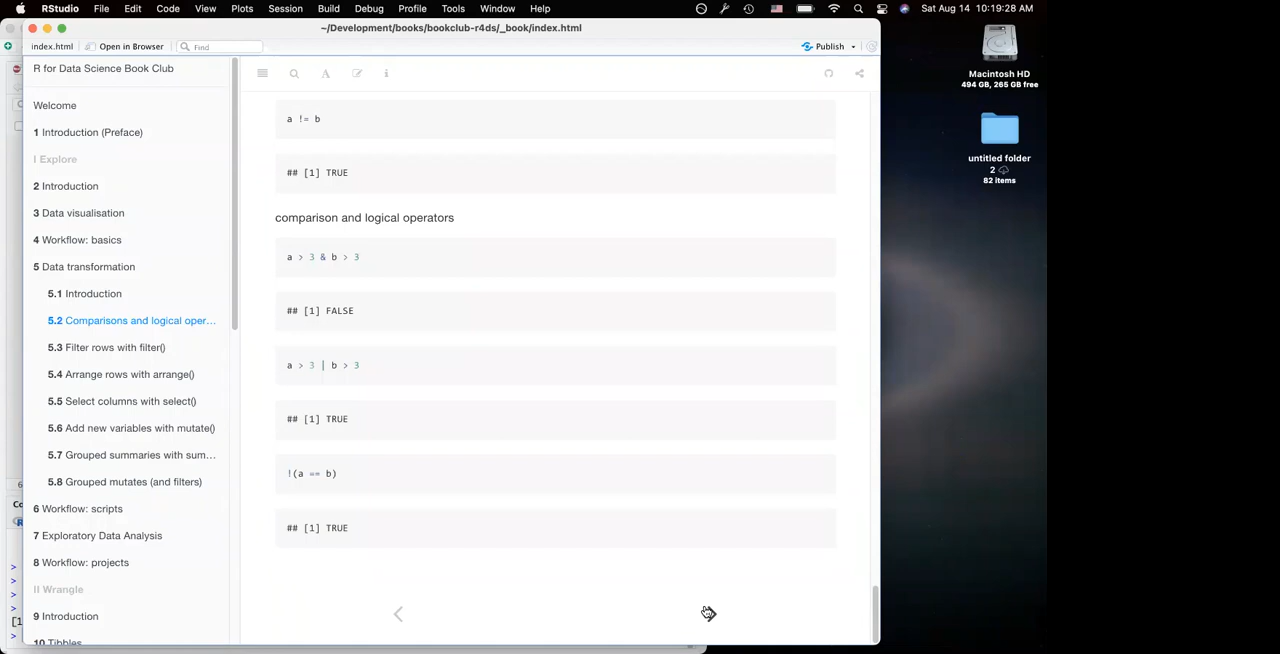 RStudio File Edit Code View Plots Session Build Debug Profile Tools Window Help Sat Aug 14 10:19:28 AM
~/Development/books/bookclub-r4ds/_book/index.html
index.html Open in Browser Find Publish
R for Data Science Book Club
Welcome
1 Introduction (Preface)
I Explore
2 Introduction
3 Data visualisation
4 Workflow: basics
5 Data transformation
5.1 Introduction
5.2 Comparisons and logical oper...
5.3 Filter rows with filter()
5.4 Arrange rows with arrange()
5.5 Select columns with select()
5.6 Add new variables with mutate()
5.7 Grouped summaries with sum...
5.8 Grouped mutates (and filters)
6 Workflow: scripts
7 Exploratory Data Analysis
8 Workflow: projects
II Wrangle
9 Introduction
10 Tibbles
a != b
## [1] TRUE
comparison and logical operators
a > 3 & b > 3
## [1] FALSE
a > 3 | b > 3
## [1] TRUE
!(a == b)
## [1] TRUE
Macintosh HD
494 GB, 265 GB free
untitled folder
2
82 items
6
Co
>
>
>
>
[1
>